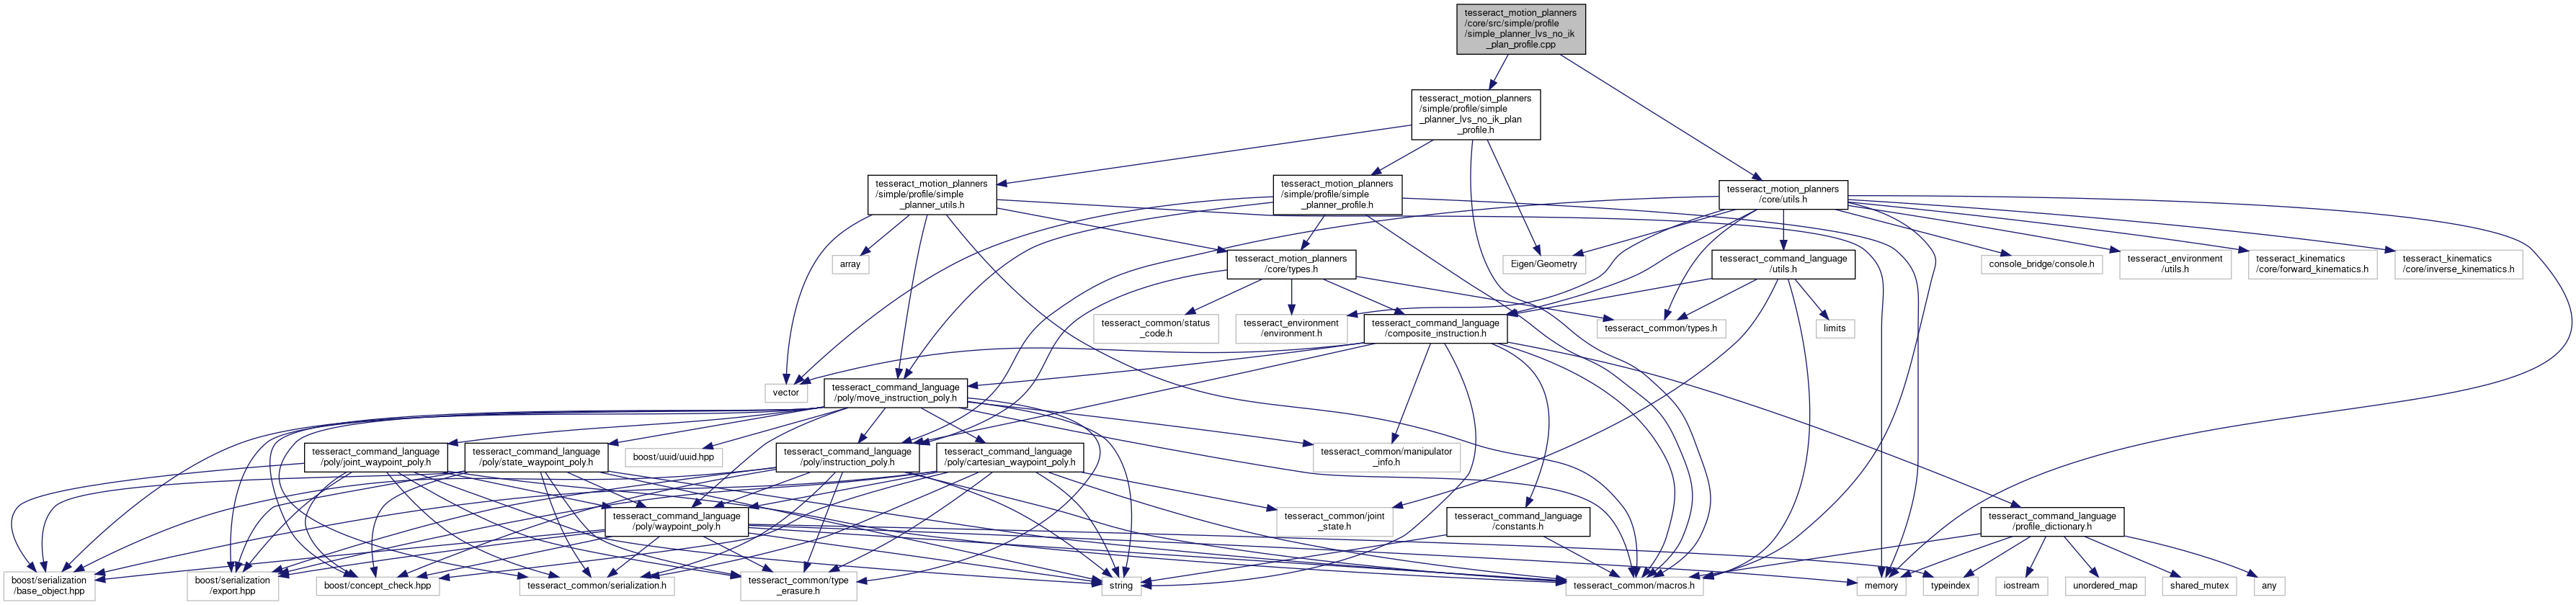 tesseract_motion_planners
/core/src/simple/profile
/simple_planner_lvs_no_ik
_plan_profile.cpp
tesseract_motion_planners
/simple/profile/simple
_planner_lvs_no_ik_plan
_profile.h
tesseract_motion_planners
/simple/profile/simple
_planner_utils.h
tesseract_motion_planners
/simple/profile/simple
_planner_profile.h
tesseract_motion_planners
/core/utils.h
array
tesseract_motion_planners
/core/types.h
Eigen/Geometry
tesseract_command_language
/utils.h
console_bridge/console.h
tesseract_environment
/utils.h
tesseract_kinematics
/core/forward_kinematics.h
tesseract_kinematics
/core/inverse_kinematics.h
tesseract_common/status
_code.h
tesseract_environment
/environment.h
tesseract_command_language
/composite_instruction.h
tesseract_common/types.h
limits
vector
tesseract_command_language
/poly/move_instruction_poly.h
tesseract_command_language
/poly/joint_waypoint_poly.h
tesseract_command_language
/poly/state_waypoint_poly.h
boost/uuid/uuid.hpp
tesseract_command_language
/poly/instruction_poly.h
tesseract_command_language
/poly/cartesian_waypoint_poly.h
tesseract_common/manipulator
_info.h
tesseract_command_language
/poly/waypoint_poly.h
tesseract_common/joint
_state.h
tesseract_command_language
/constants.h
tesseract_command_language
/profile_dictionary.h
boost/serialization
/base_object.hpp
boost/serialization
/export.hpp
boost/concept_check.hpp
tesseract_common/serialization.h
tesseract_common/type
_erasure.h
string
tesseract_common/macros.h
memory
typeindex
iostream
unordered_map
shared_mutex
any